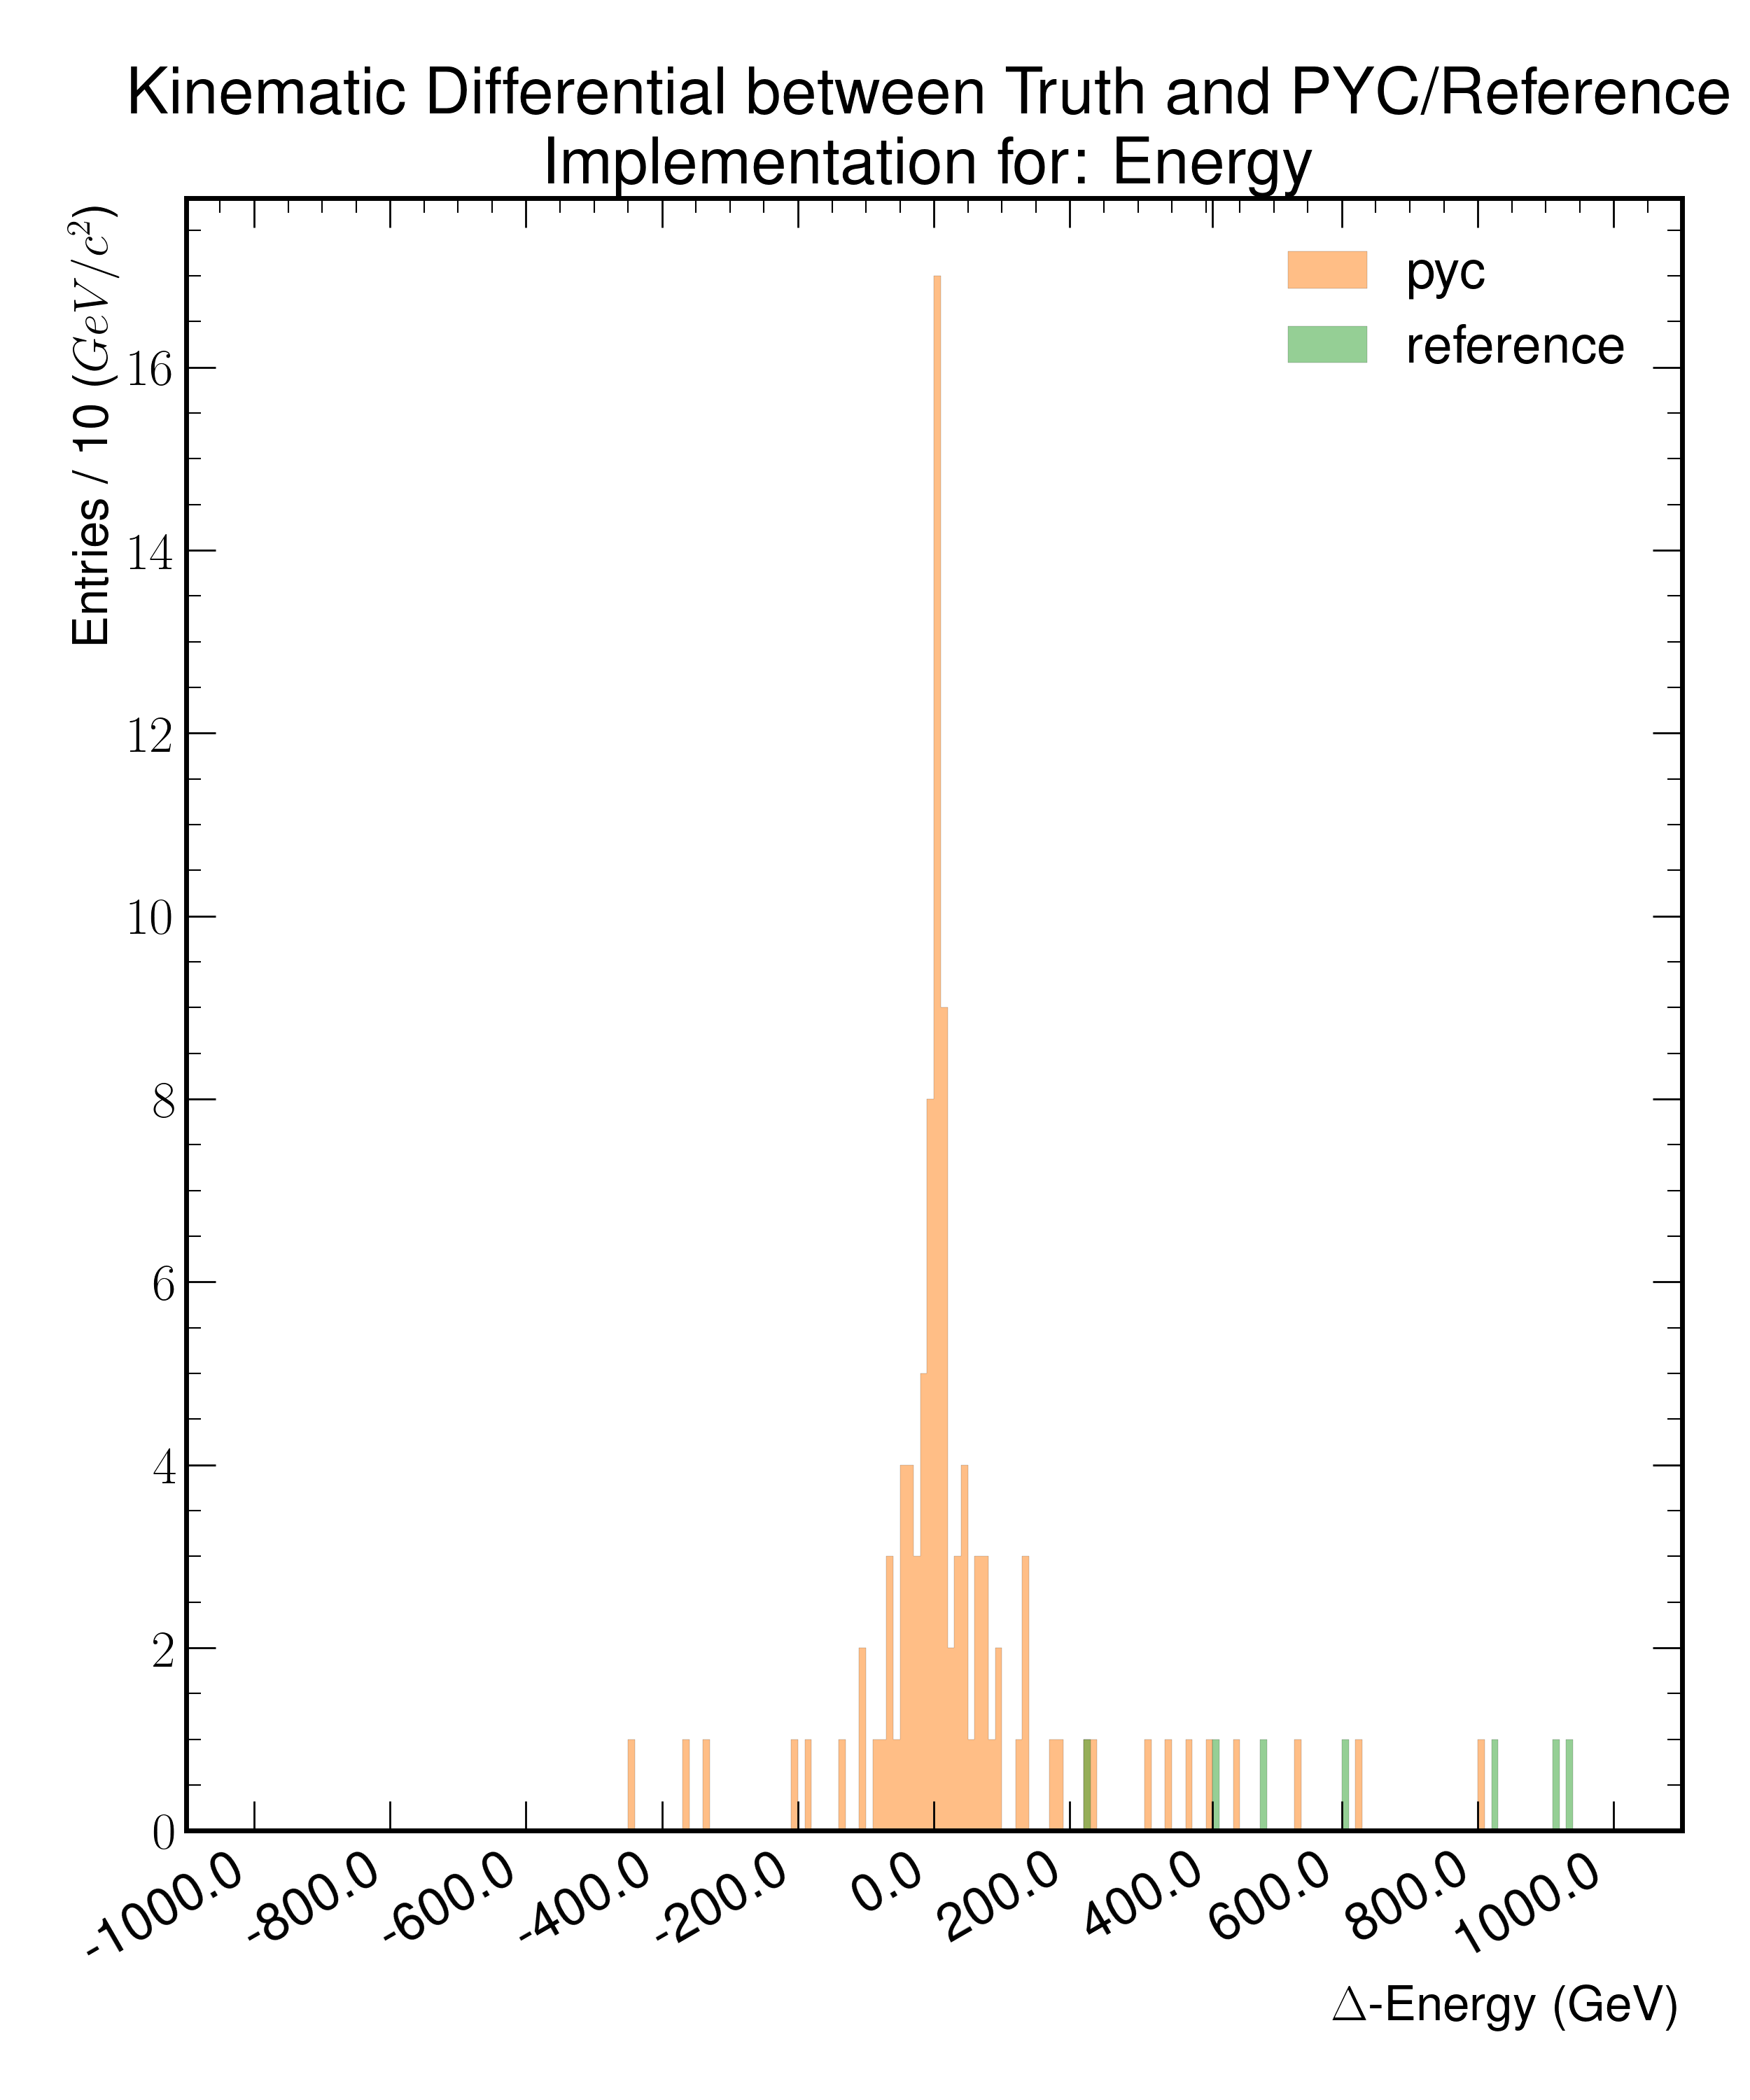 Kinematic Differential between Truth and PYC/Reference
Implementation for: Energy
Entries / 10 (GeV/c²)
pyc
reference
16
14
12
10
8
6
4
2
0
-1000.0 -800.0 -600.0 -400.0 -200.0 0.0 200.0 400.0 600.0 800.0 1000.0
Δ-Energy (GeV)